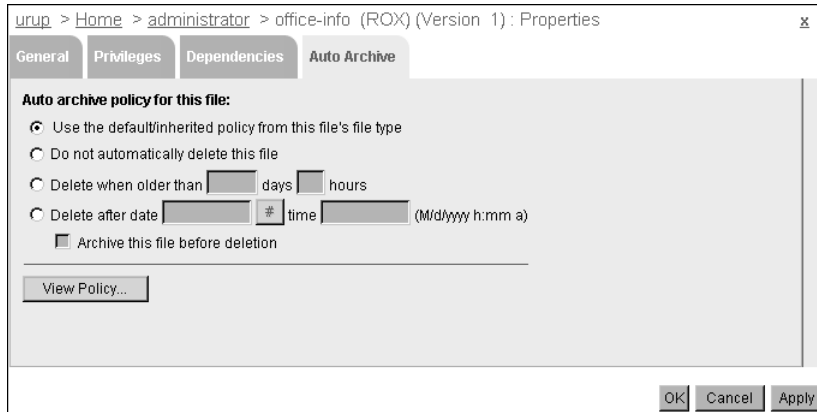 urup > Home > administrator > office-info (ROX) (Version 1) : Properties x
General Privileges Dependencies Auto Archive
Auto archive policy for this file:
Use the default/inherited policy from this file's file type
Do not automatically delete this file
Delete when older than days hours
Delete after date # time (M/d/yyyy h:mm a)
Archive this file before deletion
View Policy...
OK Cancel Apply